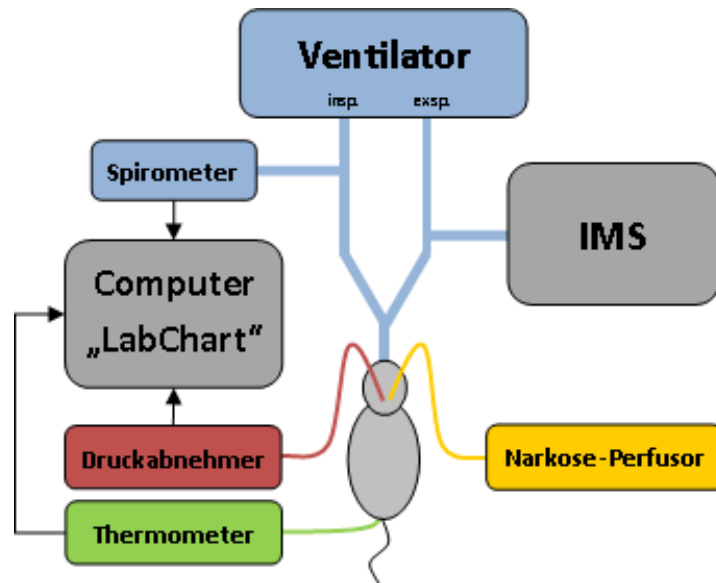 Ventilator
insp. exsp.
Spirometer
IMS
Computer
„LabChart“
Druckabnehmer
Narkose-Perfusor
Thermometer